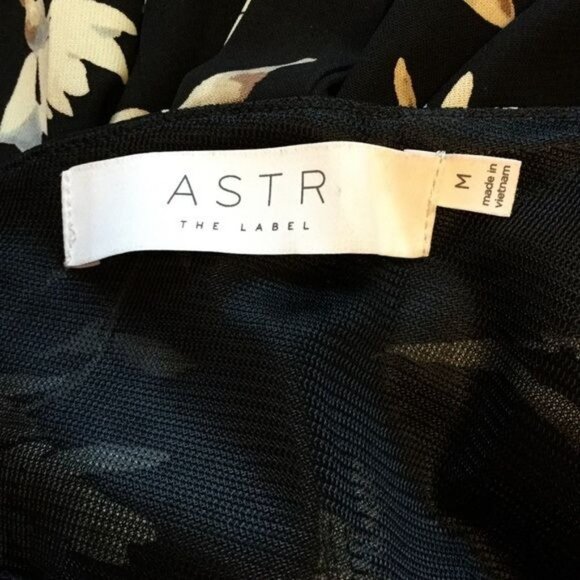 ASTR
THE LABEL
M
made in
vietnam